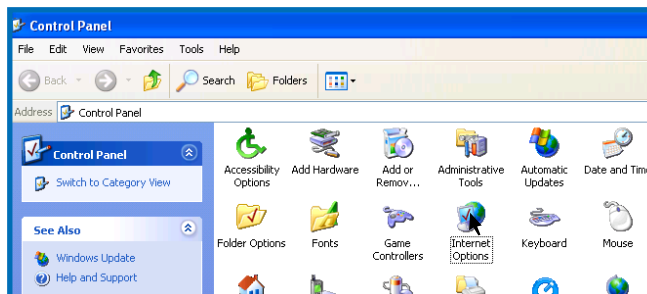 Control Panel
File Edit View Favorites Tools Help
Back Search Folders
Address Control Panel
Control Panel
Switch to Category View
See Also
Windows Update
Help and Support
Accessibility Options
Add Hardware
Add or Remov...
Administrative Tools
Automatic Updates
Date and Time
Folder Options
Fonts
Game Controllers
Internet Options
Keyboard
Mouse